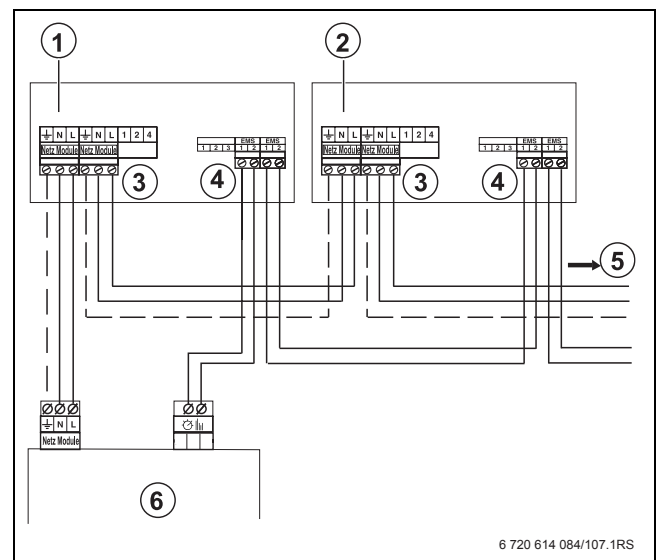 1
2
⏚ N L ⏚ N L 1 2 4
Netz Module Netz Module
EMS EMS
1 2 3 1 2 1 2
3
4
⏚ N L ⏚ N L 1 2 4
Netz Module Netz Module
EMS EMS
1 2 3 1 2 1 2
3
4
5
⏚ N L
Netz Module
6
6 720 614 084/107.1RS